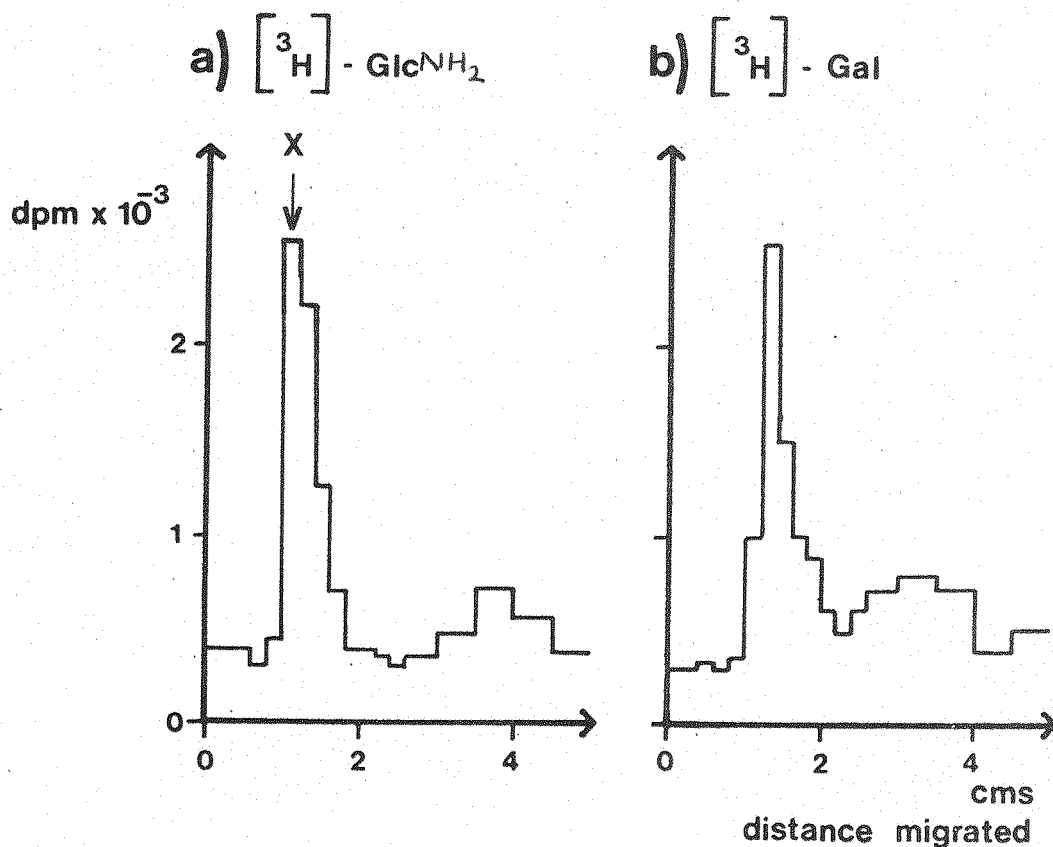 a) [³H] - GlcNH₂
b) [³H] - Gal
X
dpm x 10⁻³
2
1
0
0 2 4
0 2 4
cms
distance migrated